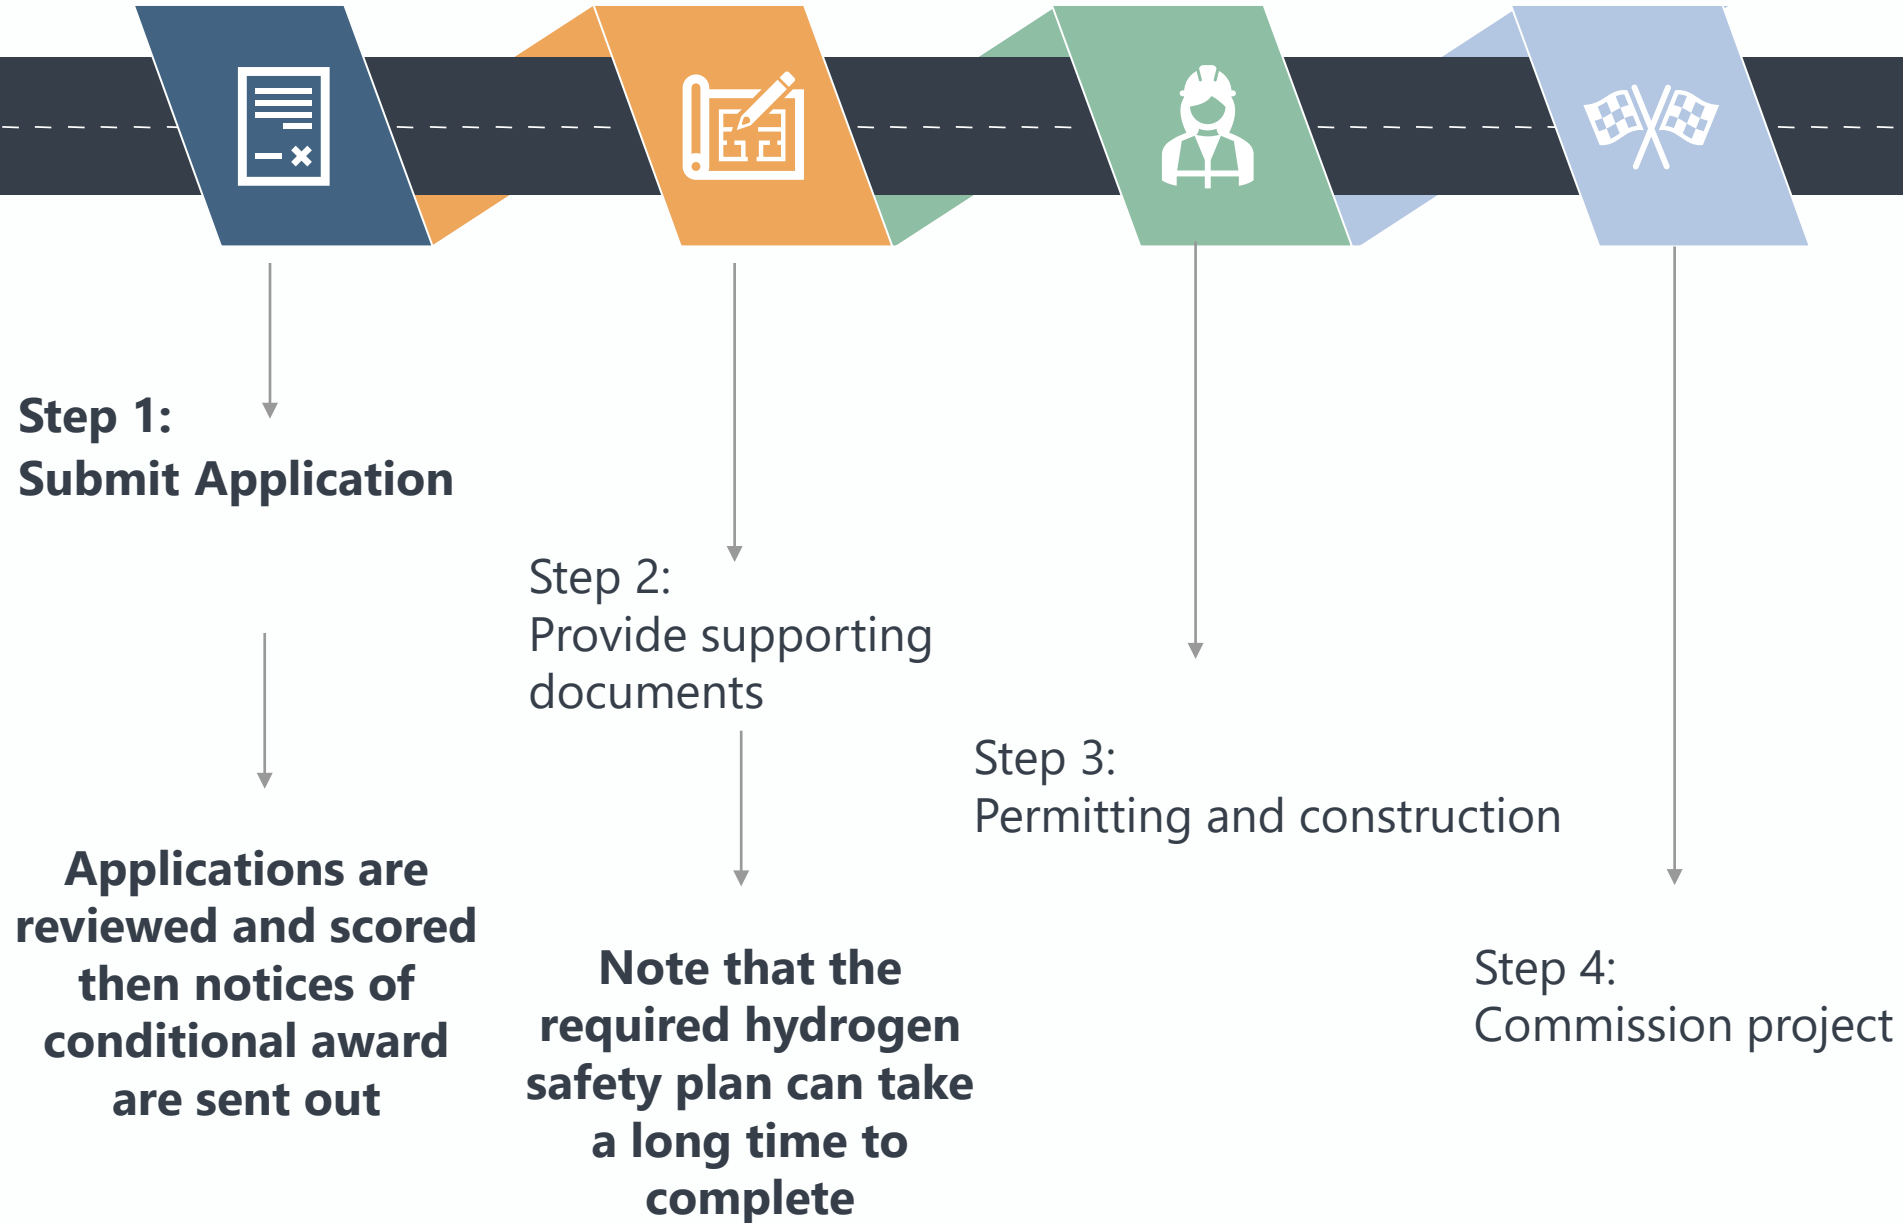 Step 1:
Submit Application
Applications are
reviewed and scored
then notices of
conditional award
are sent out
Step 2:
Provide supporting
documents
Note that the
required hydrogen
safety plan can take
a long time to
complete
Step 3:
Permitting and construction
Step 4:
Commission project